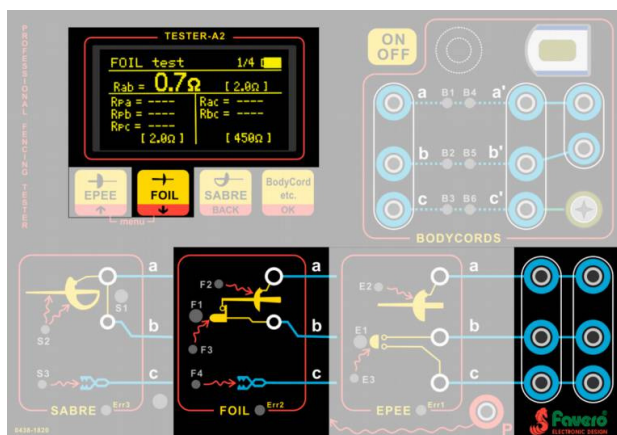 TESTER-A2
FOIL test 1/4
Rab = 0.7Ω [ 2.0Ω ]
RPa = ----
RPb = ----
RPc = ----
[ 2.0Ω ]
Rac = ----
Rbc = ----
[ 450Ω ]
PROFESSIONAL FENCING TESTER
EPEE
FOIL
SABRE
BACK
BodyCord
etc.
OK
menu
ON
OFF
a B1 B4 a'
b B2 B5 b'
c B3 B6 c'
BODYCORDS
a
b
c
S1
S2
S3
SABRE Err3
a
b
c
F2
F1
F3
F4
FOIL Err2
a
b
c
E2
E1
E3
EPEE Err1
P
Favero
ELECTRONIC DESIGN